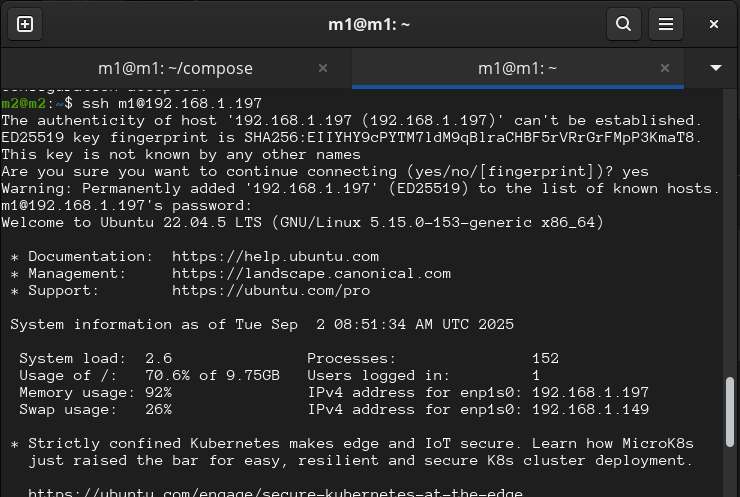 m1@m1: ~
m1@m1: ~/compose
m1@m1: ~
configuration accepted.
m2@m2:~$ ssh m1@192.168.1.197
The authenticity of host '192.168.1.197 (192.168.1.197)' can't be established.
ED25519 key fingerprint is SHA256:EIIYHY9cPYTM7ldM9qBlraCHBF5rVRrGrFMpP3KmaT8.
This key is not known by any other names
Are you sure you want to continue connecting (yes/no/[fingerprint])? yes
Warning: Permanently added '192.168.1.197' (ED25519) to the list of known hosts.
m1@192.168.1.197's password:
Welcome to Ubuntu 22.04.5 LTS (GNU/Linux 5.15.0-153-generic x86_64)
* Documentation:  https://help.ubuntu.com
* Management:     https://landscape.canonical.com
* Support:        https://ubuntu.com/pro
System information as of Tue Sep  2 08:51:34 AM UTC 2025
System load:  2.6               Processes:               152
Usage of /:   70.6% of 9.75GB   Users logged in:         1
Memory usage: 92%               IPv4 address for enp1s0: 192.168.1.197
Swap usage:   26%               IPv4 address for enp1s0: 192.168.1.149
* Strictly confined Kubernetes makes edge and IoT secure. Learn how MicroK8s
just raised the bar for easy, resilient and secure K8s cluster deployment.
https://ubuntu.com/engage/secure-kubernetes-at-the-edge